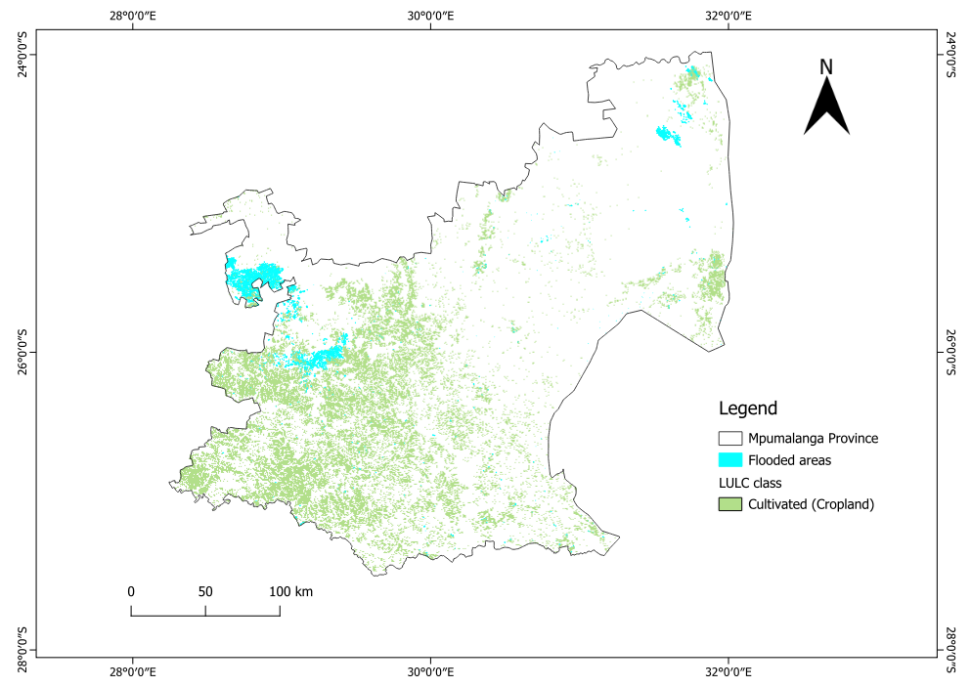 28°0′0″E 30°0′0″E 32°0′0″E
24°0′0″S 24°0′0″S
N
26°0′0″S 26°0′0″S
Legend
Mpumalanga Province
Flooded areas
LULC class
Cultivated (Cropland)
0 50 100 km
28°0′0″S 28°0′0″S
28°0′0″E 30°0′0″E 32°0′0″E